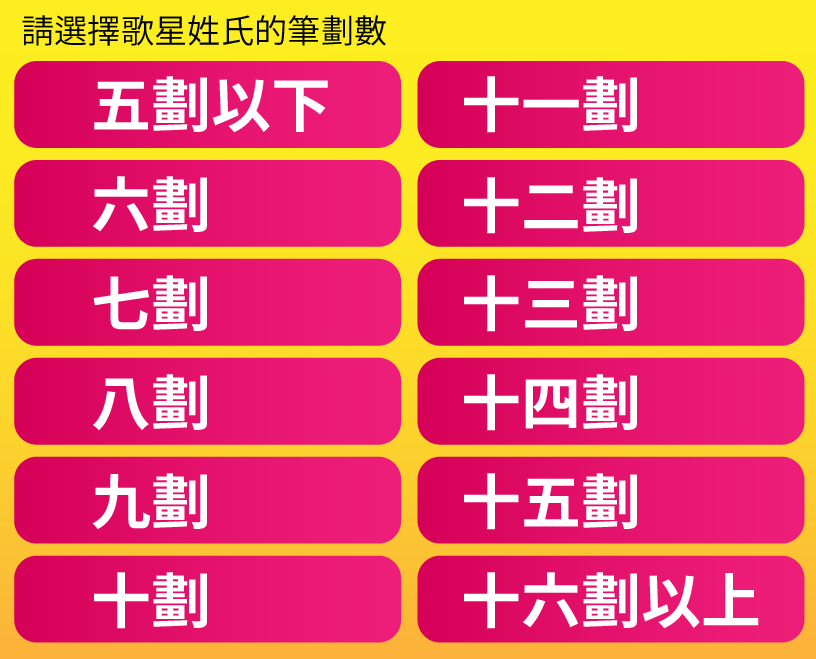 請選擇歌星姓氏的筆劃數
五劃以下
十一劃
六劃
十二劃
七劃
十三劃
八劃
十四劃
九劃
十五劃
十劃
十六劃以上